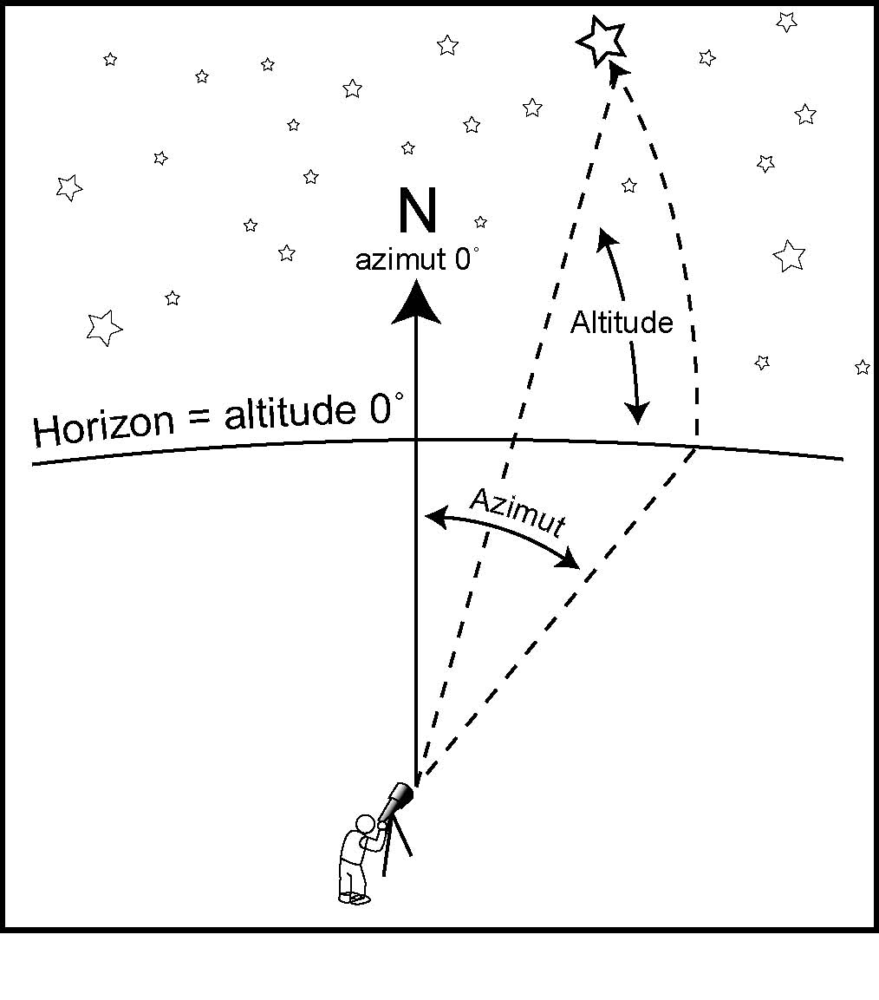 N
azimut 0°
Altitude
Horizon = altitude 0°
Azimut